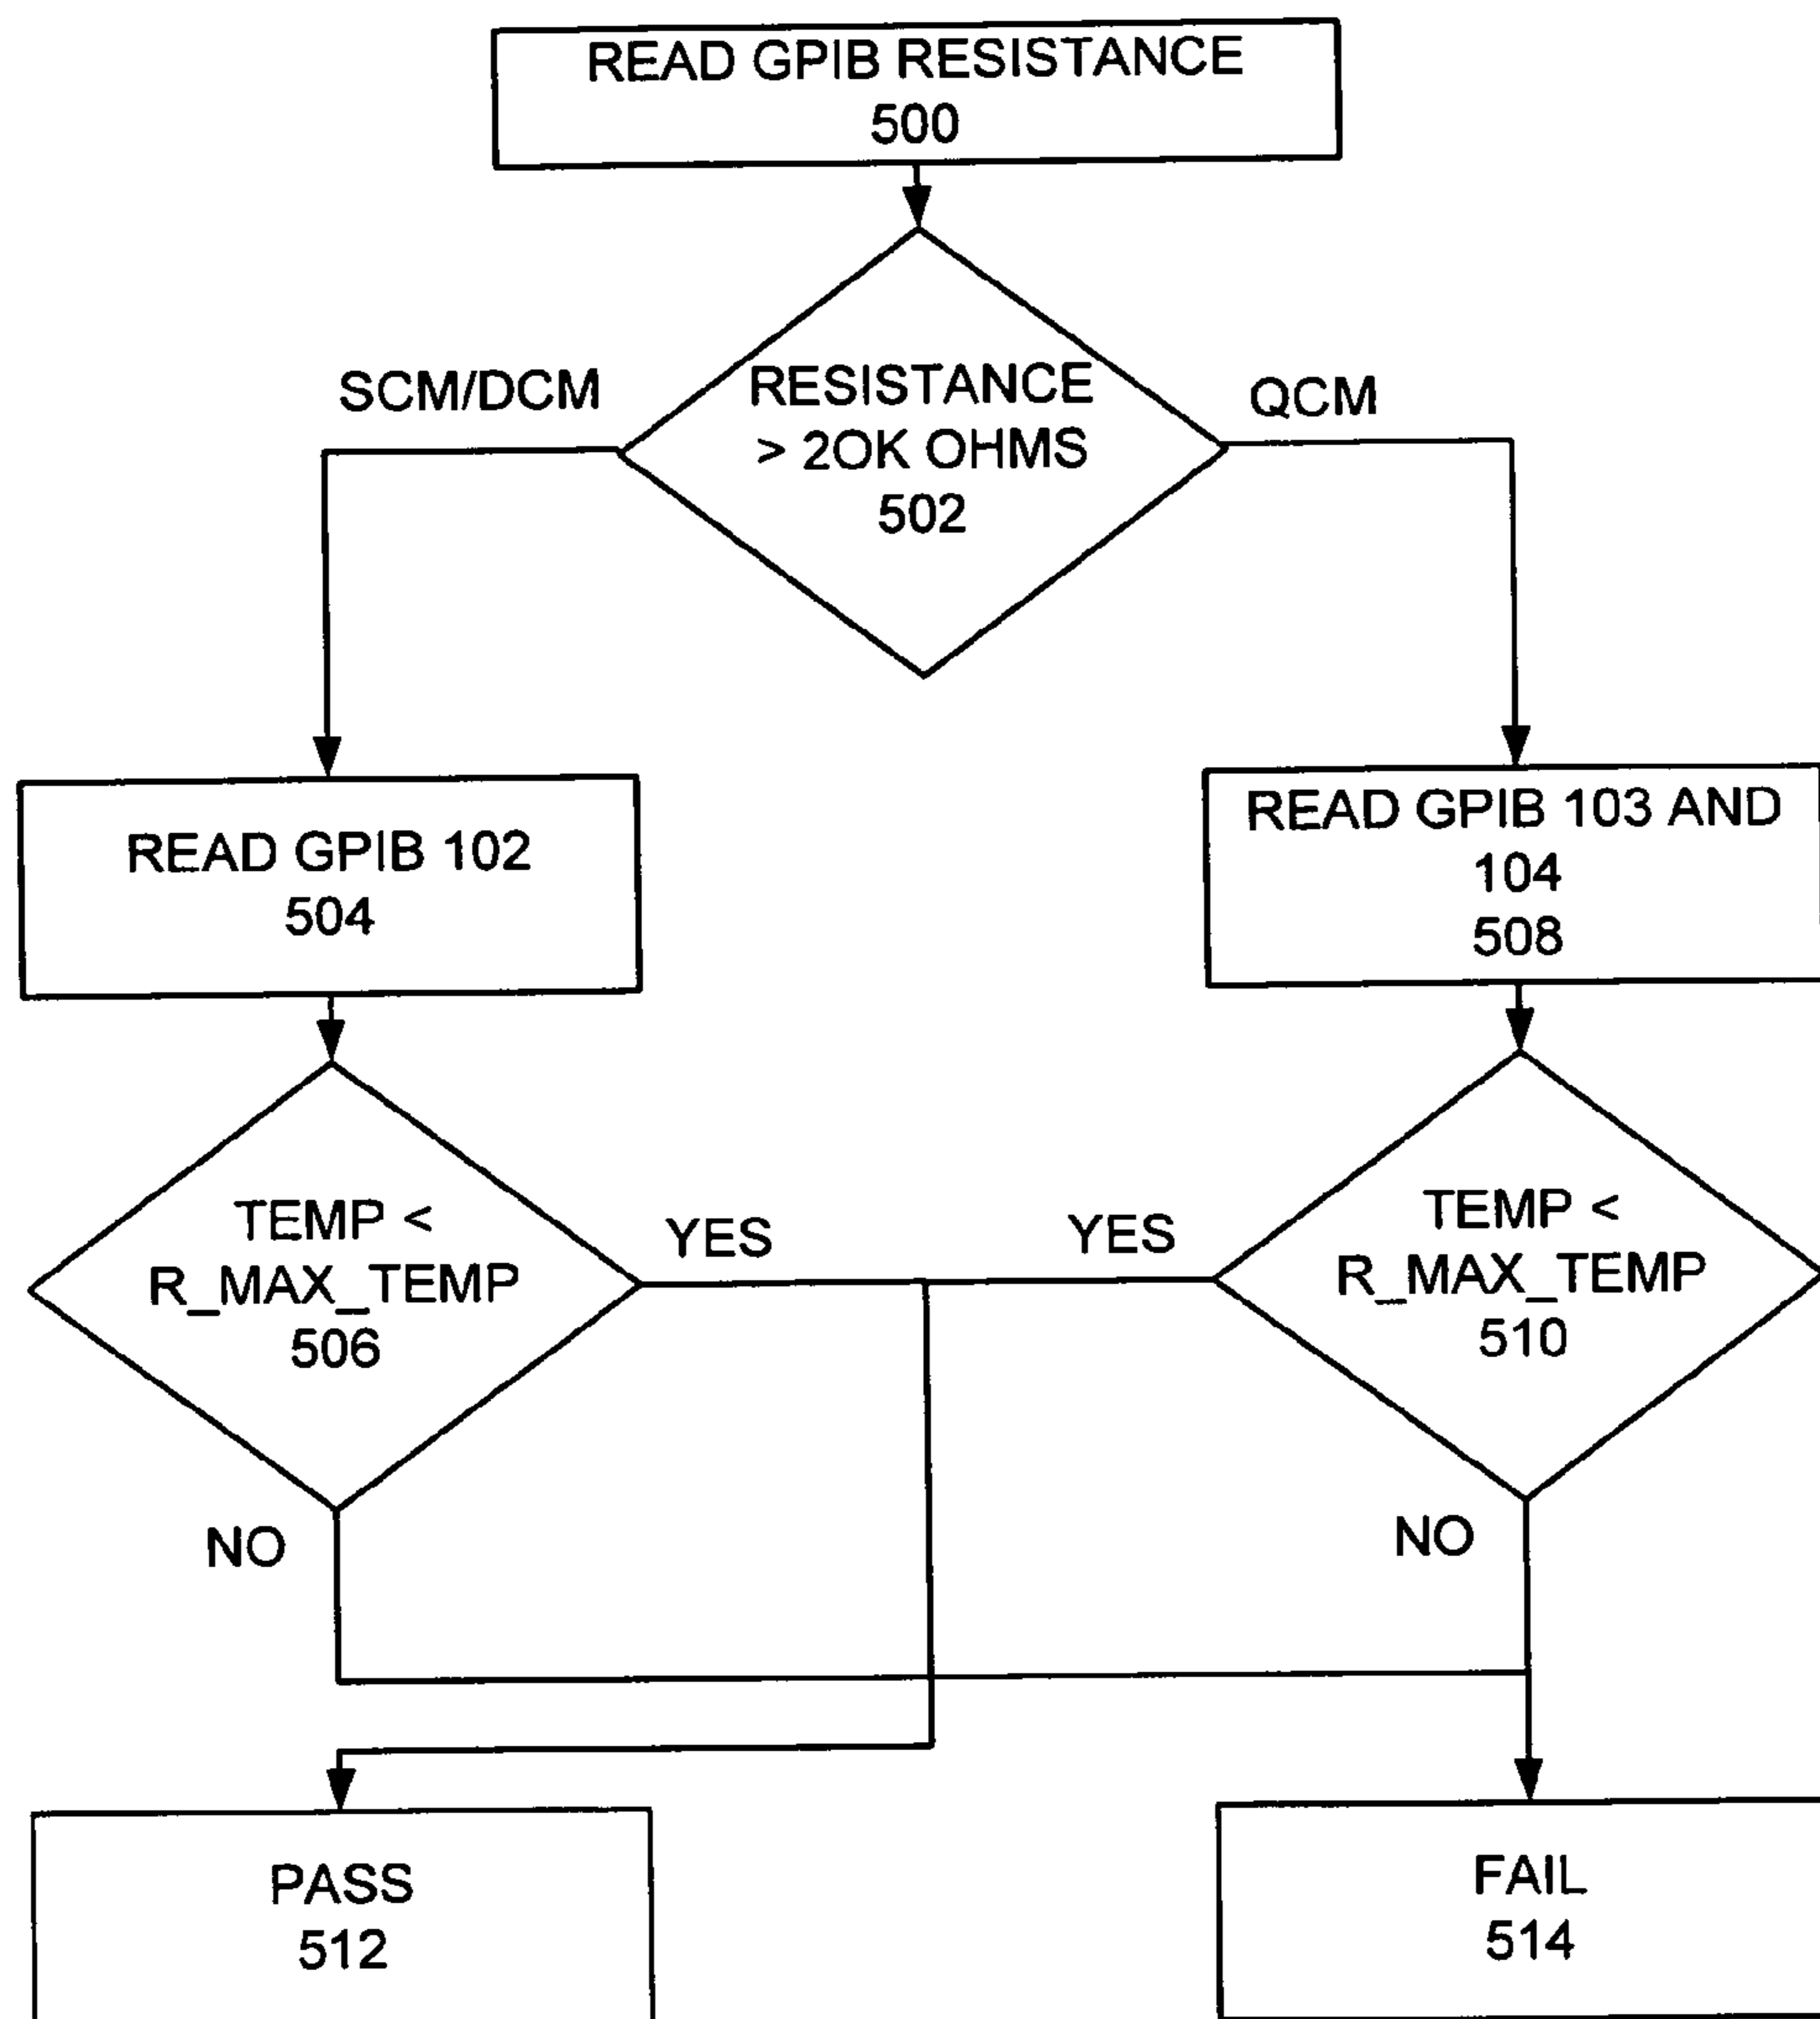 READ GPIB RESISTANCE
500
SCM/DCM
RESISTANCE
> 2OK OHMS
502
QCM
READ GPIB 102
504
READ GPIB 103 AND
104
508
TEMP <
R_MAX_TEMP
506
YES
YES
TEMP <
R_MAX_TEMP
510
NO
NO
PASS
512
FAIL
514